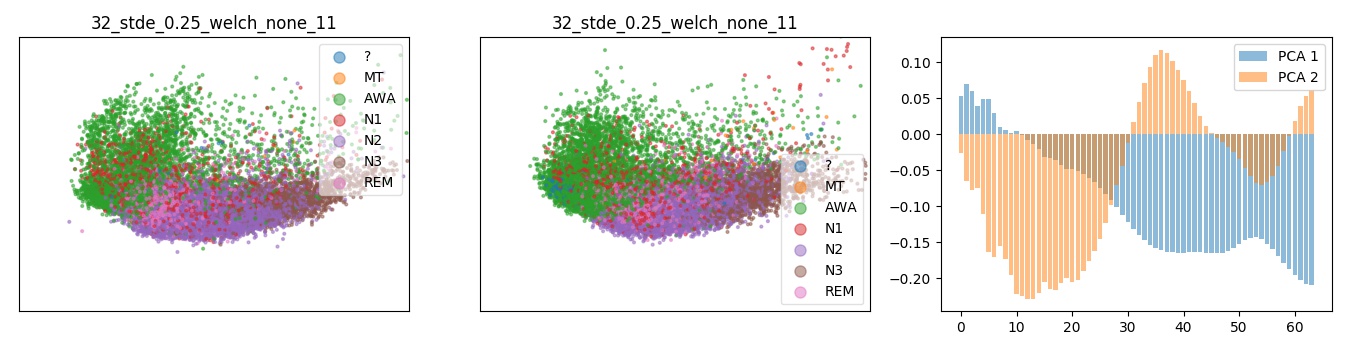 32_stde_0.25_welch_none_11
?
MT
AWA
N1
N2
N3
REM
32_stde_0.25_welch_none_11
?
MT
AWA
N1
N2
N3
REM
PCA 1
PCA 2
0.10
0.05
0.00
−0.05
−0.10
−0.15
−0.20
0 10 20 30 40 50 60